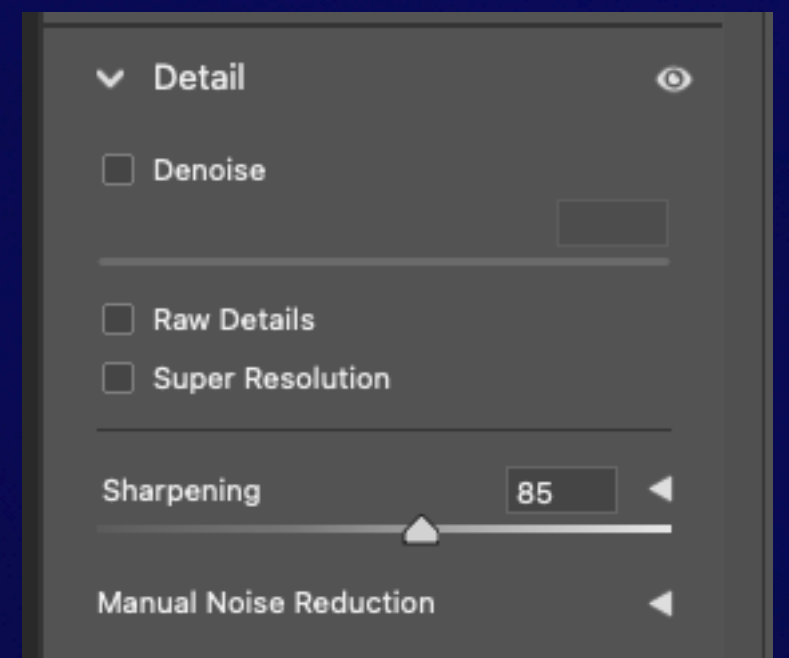 Detail
Denoise
Raw Details
Super Resolution
Sharpening 85
Manual Noise Reduction